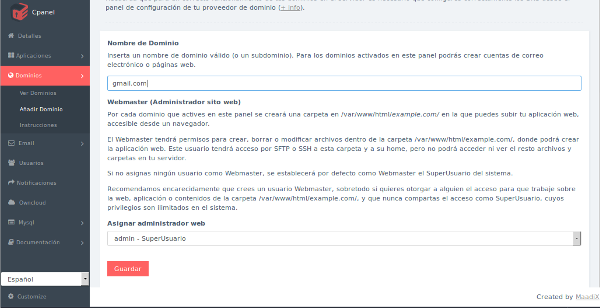 Cpanel
Detalles
Aplicaciones
Dominios
Ver Dominios
Añadir Dominio
Instrucciones
Email
Usuarios
Notificaciones
Owncloud
Mysql
Documentación
Español
Customize
panel de configuración de tu proveedor de dominio [+ info).
Nombre de Dominio
Inserta un nombre de dominio válido (o un subdominio). Para los dominios activados en este panel podrás crear cuentas de correo
electrónico o páginas web.
gmail.com
Webmaster (Administrador sito web)
Por cada dominio que actives en este panel se creará una carpeta en /var/www/html/example.com/ en la que puedes subir tu aplicación web,
accesible desde un navegador.
El Webmaster tendrá permisos para crear, borrar o modificar archivos dentro de la carpeta /var/www/html/example.com/, donde podrá crear
la aplicación web. Este usuario tendrá acceso por SFTP o SSH a esta carpeta y a su home, pero no podrá acceder ni ver el resto archivos y
carpetas en tu servidor.
Si no asignas ningún usuario como Webmaster, se establecerá por defecto como Webmaster el SuperUsuario del sistema.
Recomendamos encarecidamente que crees un usuario Webmaster, sobretodo si quieres otorgar a alguien el acceso para que trabaje sobre
la web, aplicación o contenidos de la carpeta /var/www/html/example.com/, y que nunca compartas el acceso como SuperUsuario, cuyos
privilegios son ilimitados en el sistema.
Asignar administrador web
admin - SuperUsuario
Guardar
Created by MaadiX